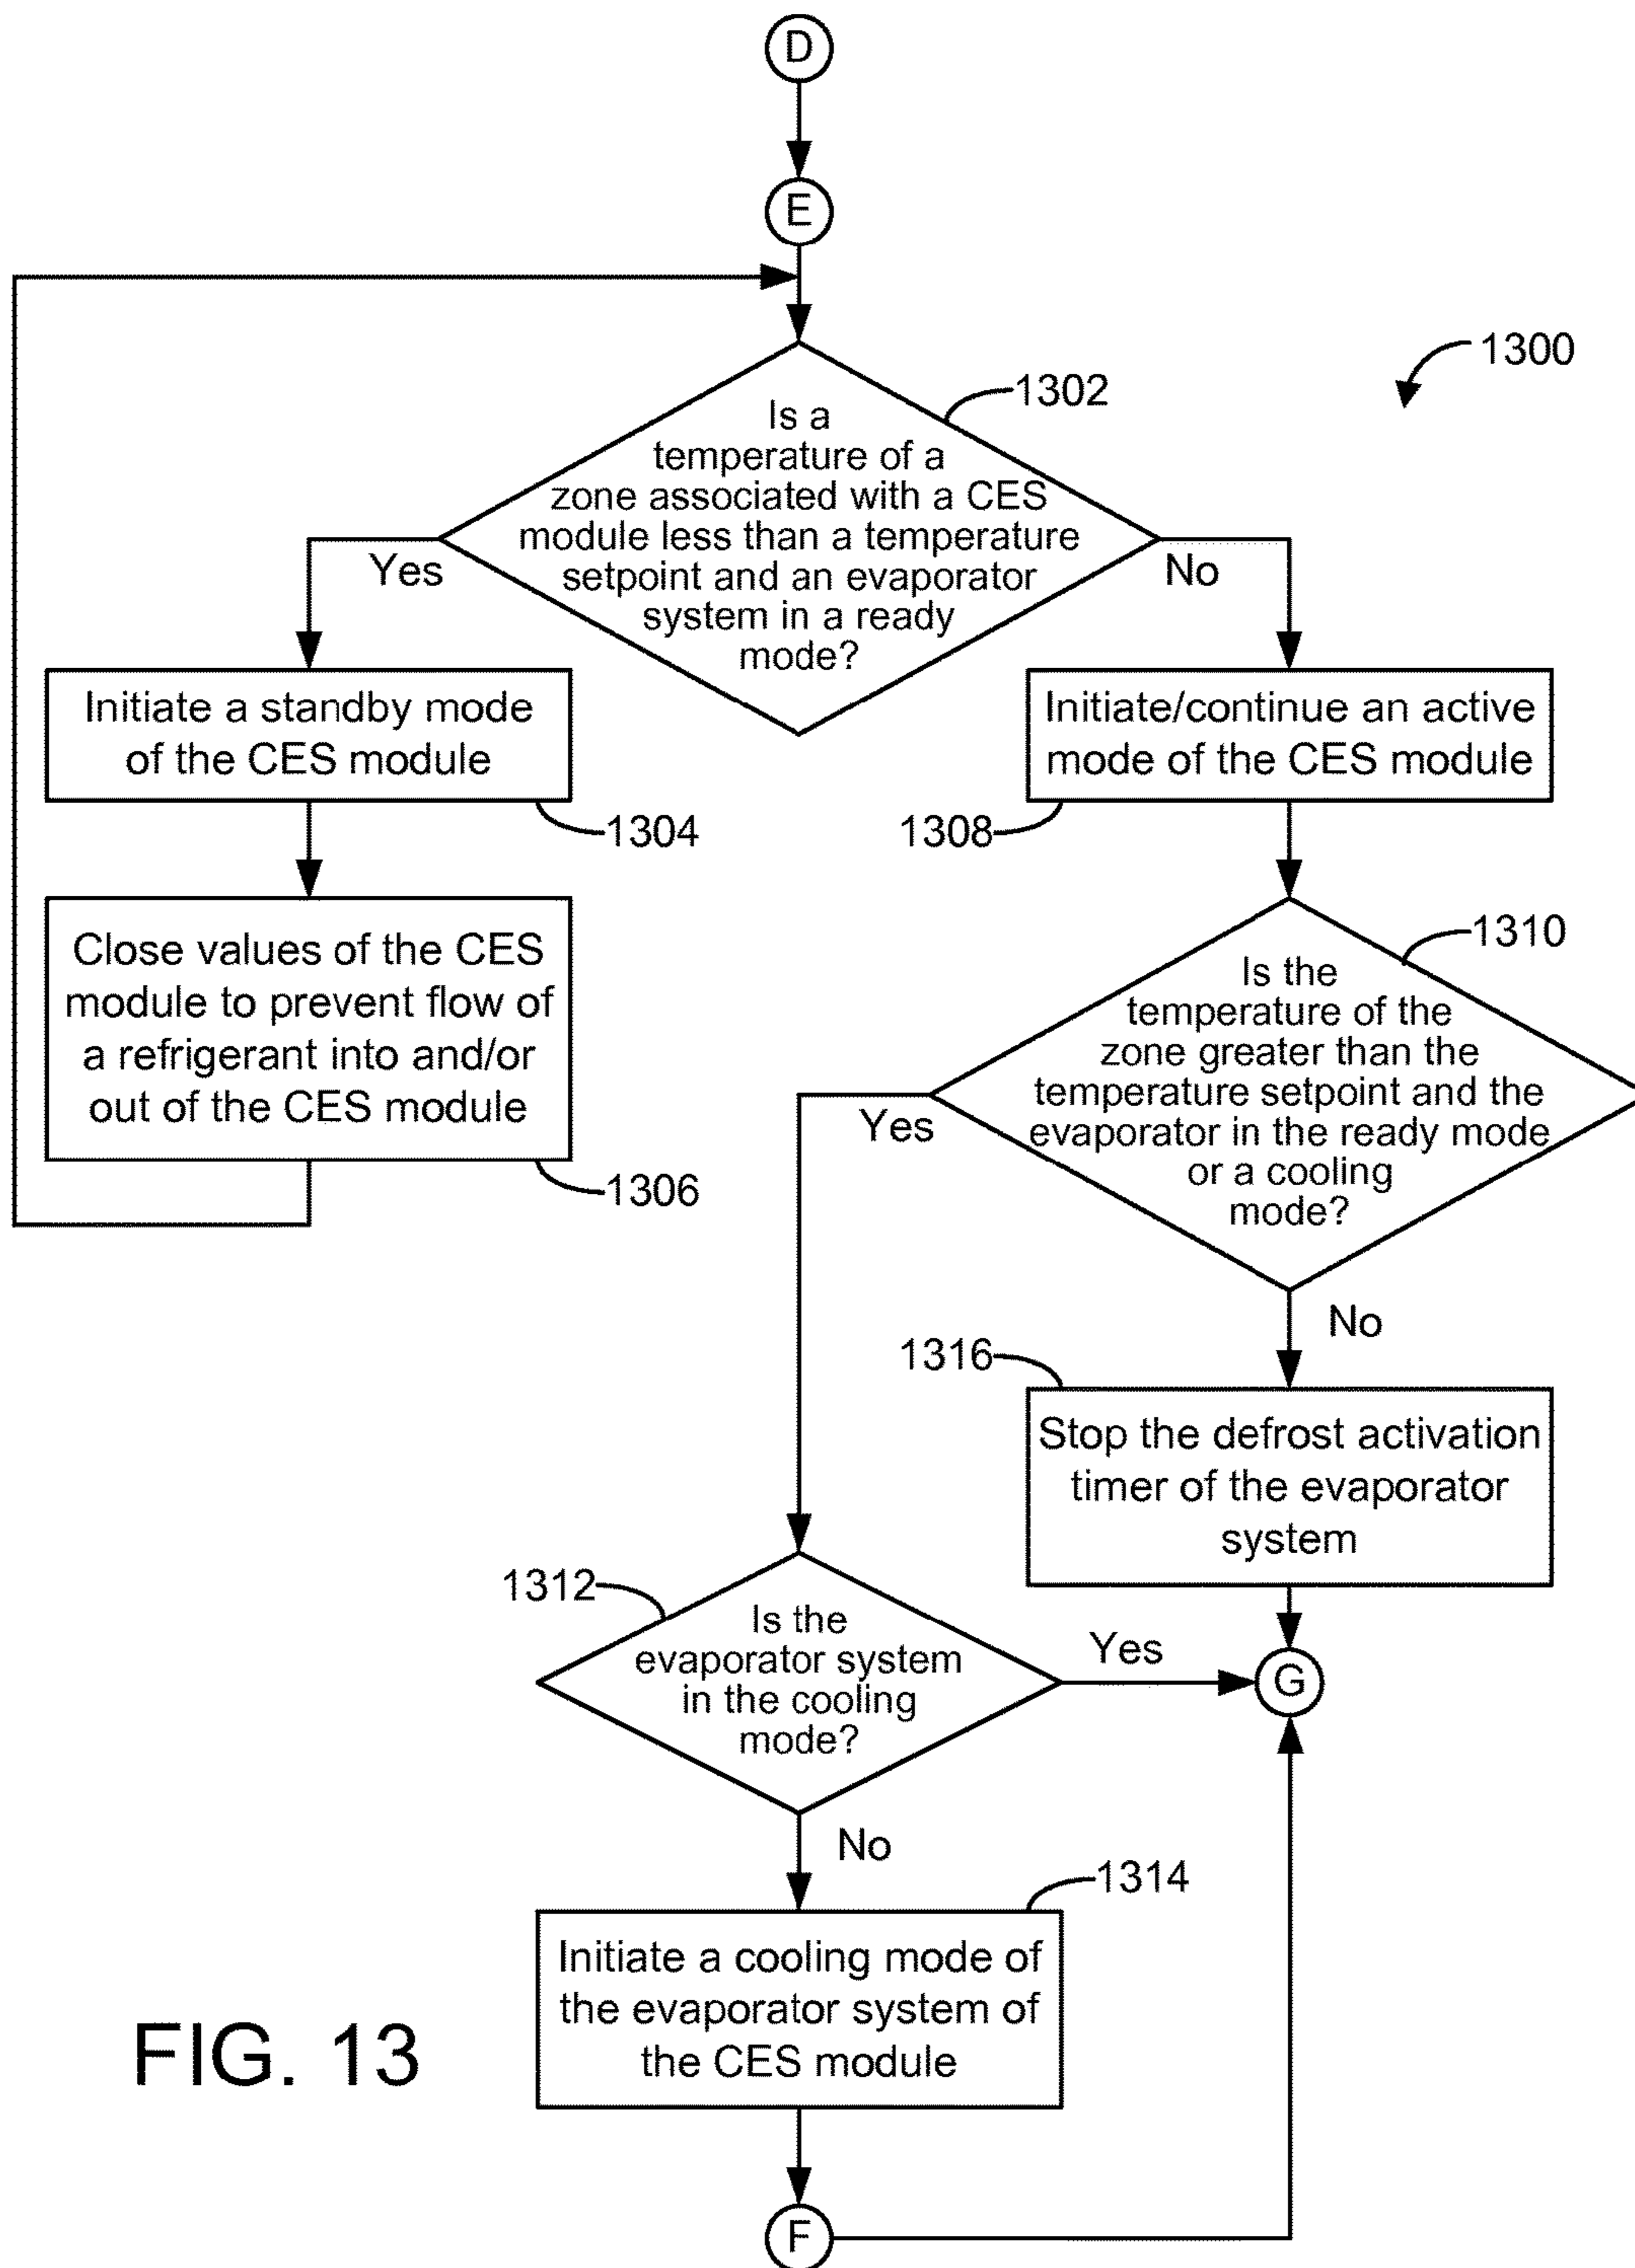 D
E
1300
1302
Is a
temperature of a
zone associated with a CES
module less than a temperature
setpoint and an evaporator
system in a ready
mode?
Yes
No
Initiate a standby mode
of the CES module
1304
Initiate/continue an active
mode of the CES module
1308
Close values of the CES
module to prevent flow of
a refrigerant into and/or
out of the CES module
1306
1310
Is the
temperature of the
zone greater than the
temperature setpoint and the
evaporator in the ready mode
or a cooling
mode?
Yes
No
1316
Stop the defrost activation
timer of the evaporator
system
1312
Is the
evaporator system
in the cooling
mode?
Yes
G
No
1314
Initiate a cooling mode of
the evaporator system of
the CES module
FIG. 13
F